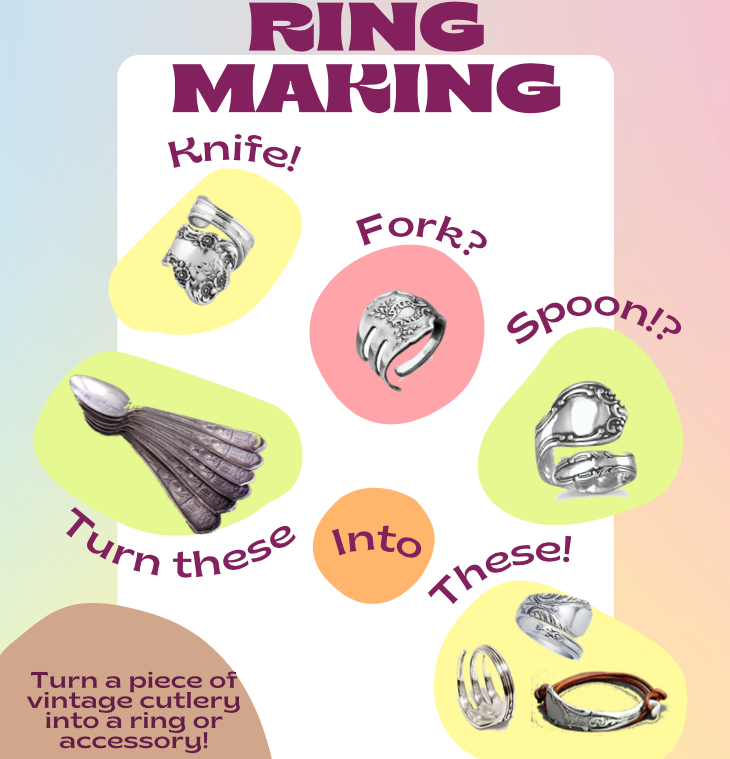 RING
MAKING
Knife!
Fork?
Spoon!?
Turn these
Into
These!
Turn a piece of
vintage cutlery
into a ring or
accessory!